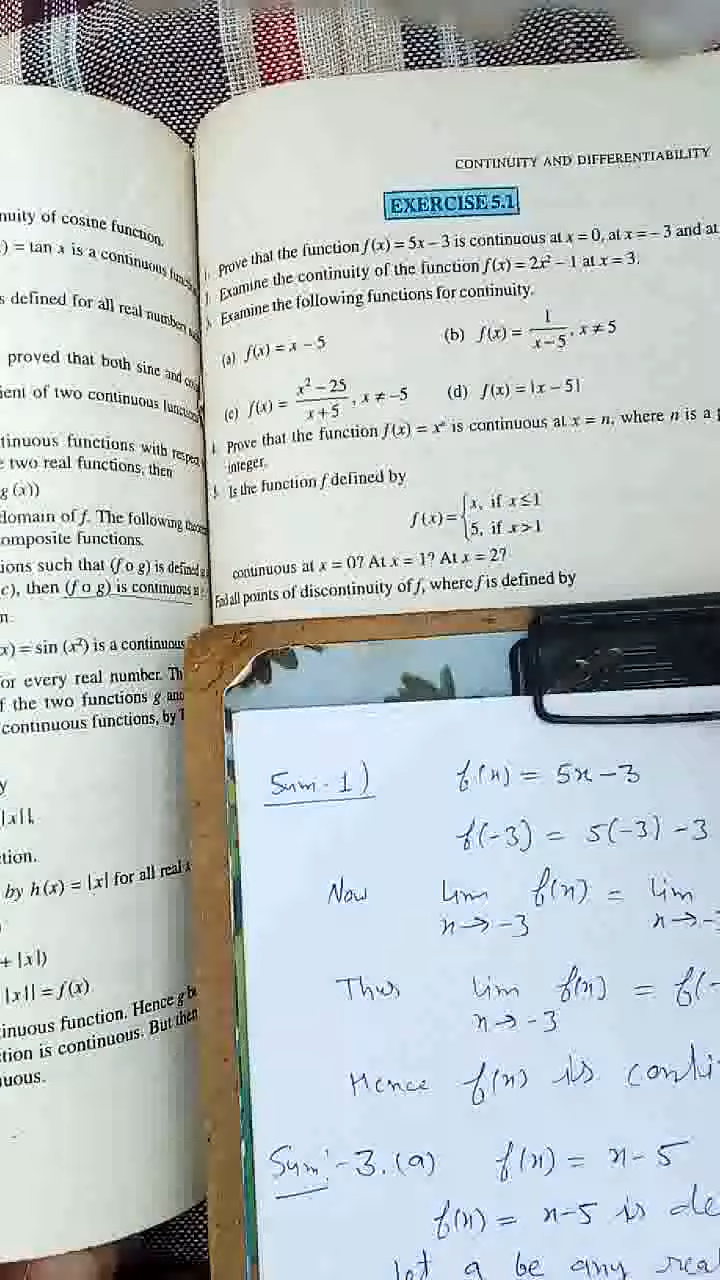 nuity of cosine function.
) = tan x is a continuous
s defined for all real numbers
proved that both sine and
ient of two continuous functions
tinuous functions with respect
e two real functions, then
g (x))
domain of f. The following
omposite functions.
ions such that (f o g) is defined
c), then (f o g) is continuous
n.
x) = sin (x²) is a continuous
or every real number. Th
f the two functions g and
continuous functions, by T
y
|x||,
tion.
by h(x) = |x| for all real x
)
+ |x|)
|x|| = f(x)
tinuous function. Hence g b
ction is continuous. But then
nuous.
CONTINUITY AND DIFFERENTIABILITY
EXERCISE 5.1
1. Prove that the function f(x) = 5x – 3 is continuous at x = 0, at x = – 3 and at
2. Examine the continuity of the function f(x) = 2x² – 1 at x = 3.
3. Examine the following functions for continuity.
(a) f(x) = x – 5 (b) f(x) = 1/(x – 5), x ≠ 5
(c) f(x) = (x² – 25)/(x + 5), x ≠ –5 (d) f(x) = |x – 5|
4. Prove that the function f(x) = xⁿ is continuous at x = n, where n is a p
integer.
5. Is the function f defined by
f(x) = { x, if x ≤ 1
5, if x > 1
continuous at x = 0? At x = 1? At x = 2?
Find all points of discontinuity of f, where f is defined by
Sum - 1) f(x) = 5x – 3
f(-3) = 5(-3) - 3
Now lim f(x) = lim
x → -3 x → -3
Thus lim f(x) = f(-
x → -3
Hence f(x) is conti
Sum:- 3. (a) f(x) = x - 5
f(x) = x-5 is de
let a be any rea